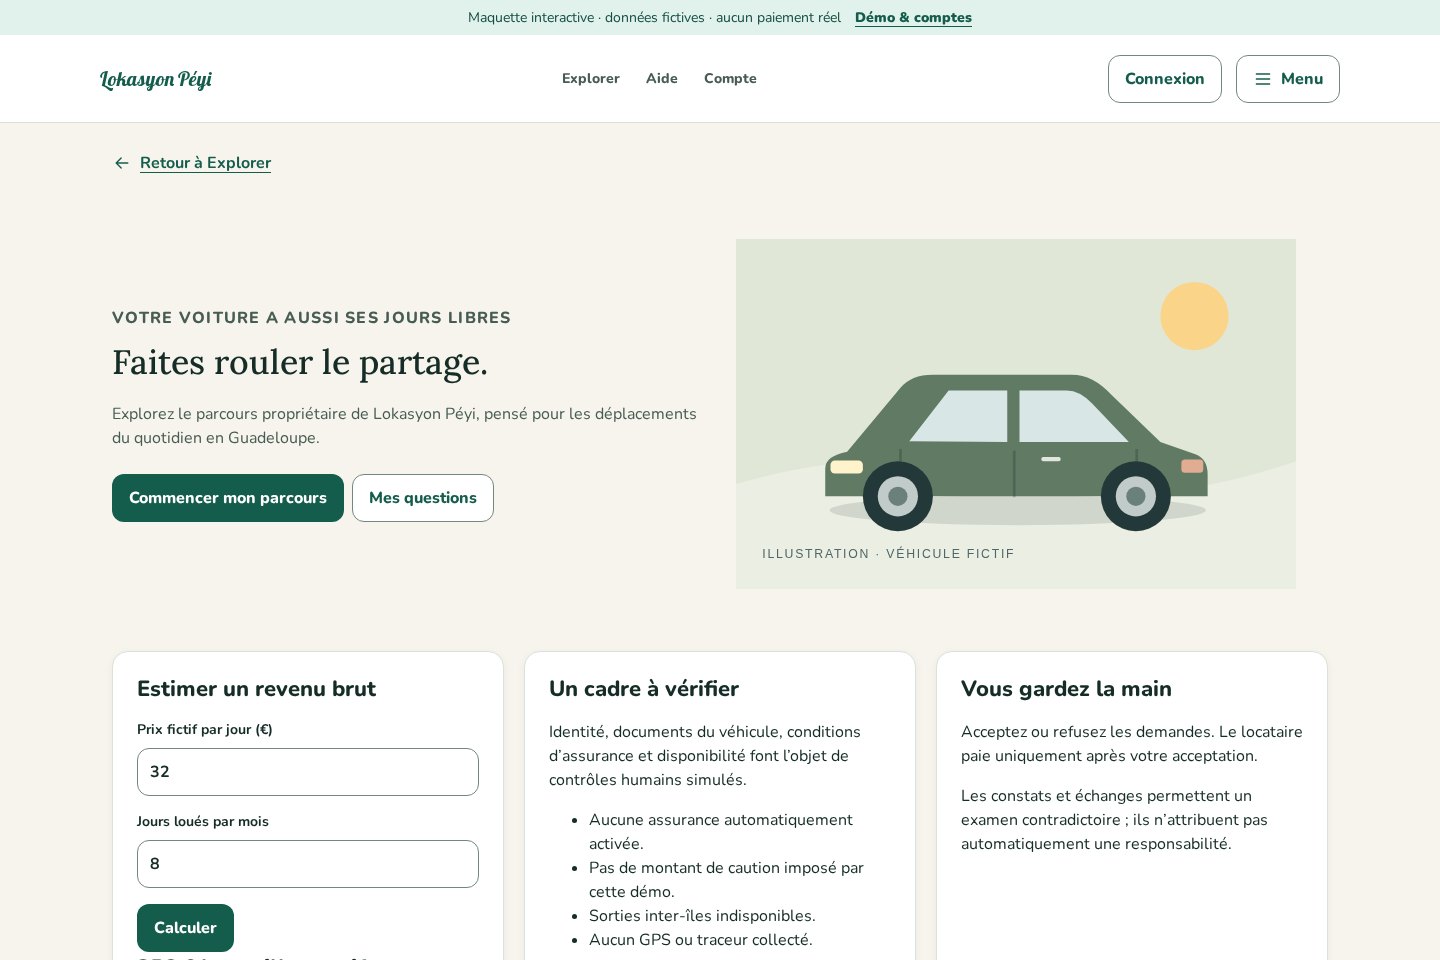 Maquette interactive · données fictives · aucun paiement réel Démo & comptes
Lokasyon Péyi
Explorer Aide Compte
Connexion
Menu
Retour à Explorer
VOTRE VOITURE A AUSSI SES JOURS LIBRES
Faites rouler le partage.
Explorez le parcours propriétaire de Lokasyon Péyi, pensé pour les déplacements
du quotidien en Guadeloupe.
Commencer mon parcours
Mes questions
ILLUSTRATION · VÉHICULE FICTIF
Estimer un revenu brut
Prix fictif par jour (€)
32
Jours loués par mois
8
Calculer
Un cadre à vérifier
Identité, documents du véhicule, conditions
d’assurance et disponibilité font l’objet de
contrôles humains simulés.
• Aucune assurance automatiquement
activée.
• Pas de montant de caution imposé par
cette démo.
• Sorties inter-îles indisponibles.
• Aucun GPS ou traceur collecté.
Vous gardez la main
Acceptez ou refusez les demandes. Le locataire
paie uniquement après votre acceptation.
Les constats et échanges permettent un
examen contradictoire ; ils n’attribuent pas
automatiquement une responsabilité.